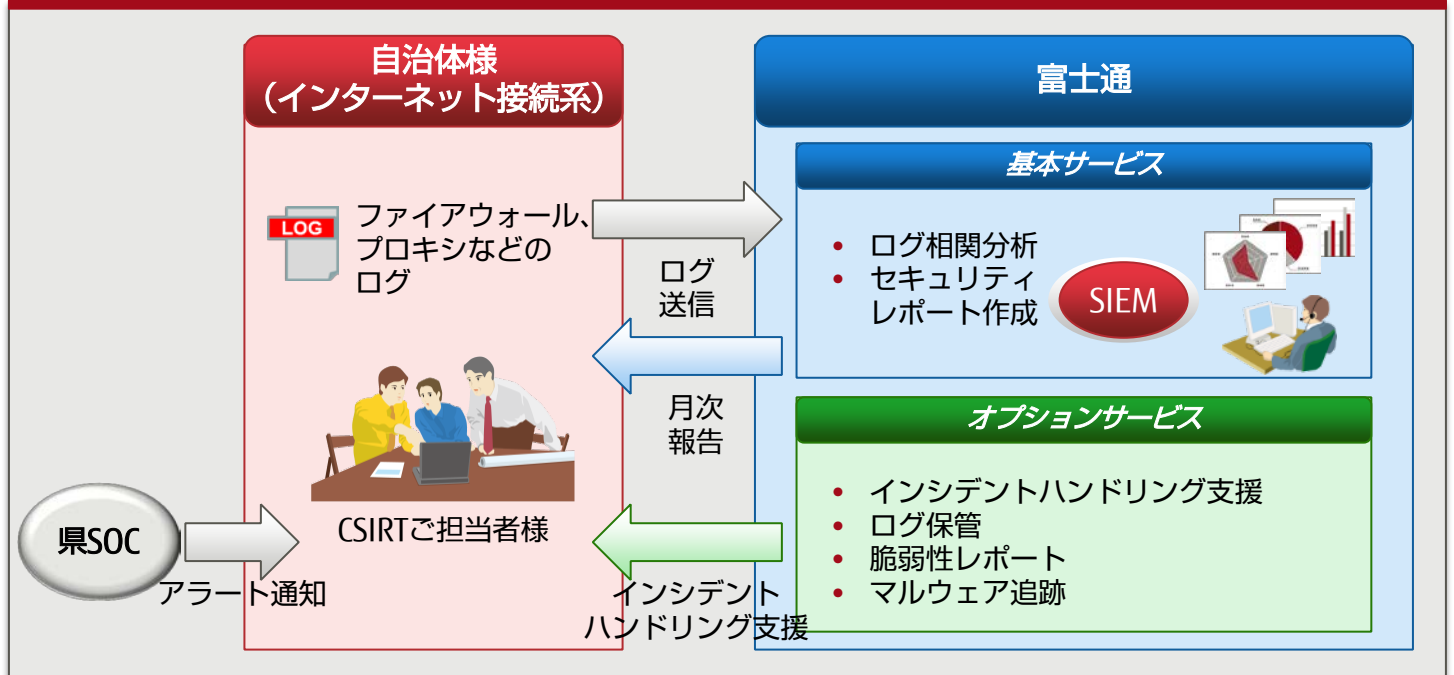 自治体様
（インターネット接続系）
LOG
ファイアウォール、
プロキシなどの
ログ
CSIRTご担当者様
県SOC
アラート通知
ログ
送信
月次
報告
インシデント
ハンドリング支援
富士通
基本サービス
• ログ相関分析
• セキュリティ
レポート作成
SIEM
オプションサービス
• インシデントハンドリング支援
• ログ保管
• 脆弱性レポート
• マルウェア追跡